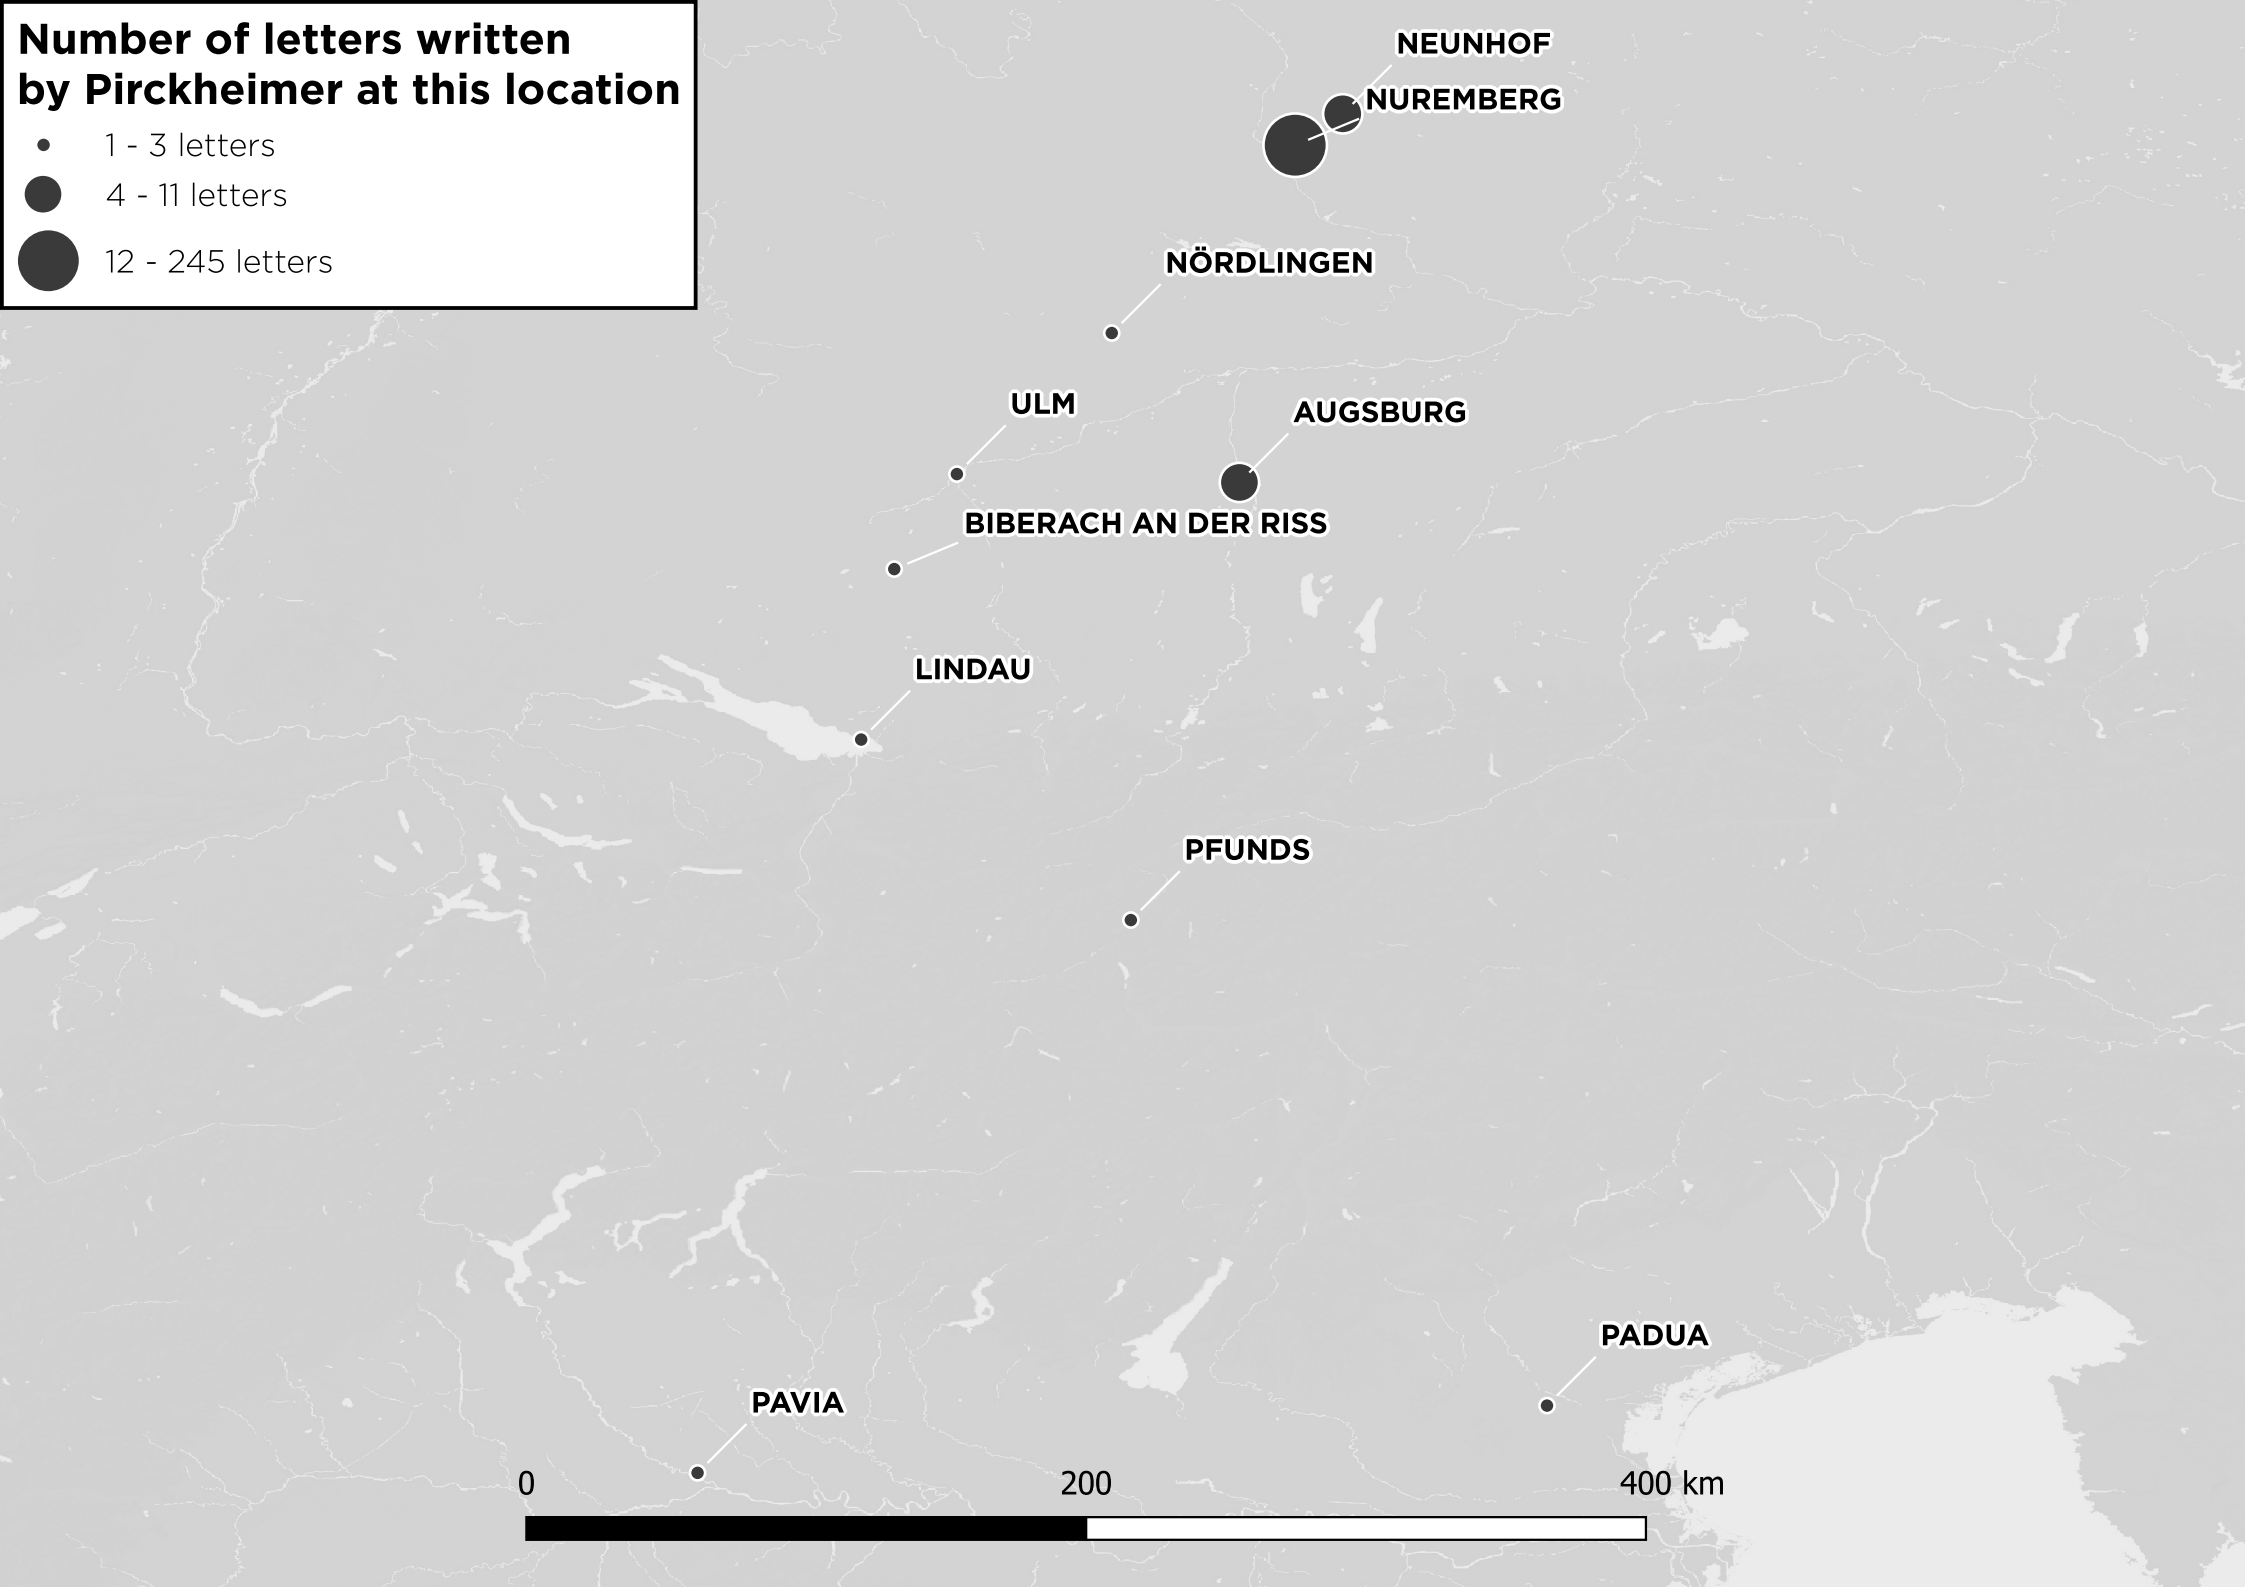 Number of letters written
by Pirckheimer at this location
1 - 3 letters
4 - 11 letters
12 - 245 letters
NEUNHOF
NUREMBERG
NÖRDLINGEN
ULM
AUGSBURG
BIBERACH AN DER RISS
LINDAU
PFUNDS
PADUA
PAVIA
0 200 400 km